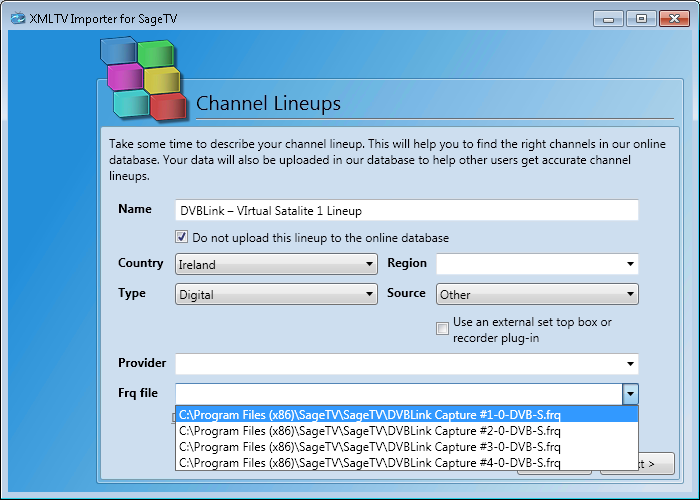 XMLTV Importer for SageTV
Channel Lineups
Take some time to describe your channel lineup. This will help you to find the right channels in our online
database. Your data will also be uploaded in our database to help other users get accurate channel
lineups.
Name DVBLink – VIrtual Satalite 1 Lineup
Do not upload this lineup to the online database
Country Ireland Region
Type Digital Source Other
Use an external set top box or
recorder plug-in
Provider
Frq file
C:\Program Files (x86)\SageTV\SageTV\DVBLink Capture #1-0-DVB-S.frq
C:\Program Files (x86)\SageTV\SageTV\DVBLink Capture #2-0-DVB-S.frq
C:\Program Files (x86)\SageTV\SageTV\DVBLink Capture #3-0-DVB-S.frq
C:\Program Files (x86)\SageTV\SageTV\DVBLink Capture #4-0-DVB-S.frq